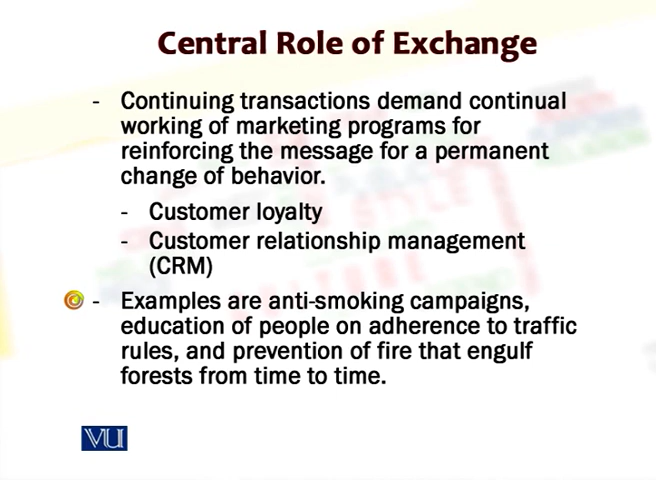 Central Role of Exchange
- Continuing transactions demand continual
working of marketing programs for
reinforcing the message for a permanent
change of behavior.
- Customer loyalty
- Customer relationship management
(CRM)
- Examples are anti-smoking campaigns,
education of people on adherence to traffic
rules, and prevention of fire that engulf
forests from time to time.
VU